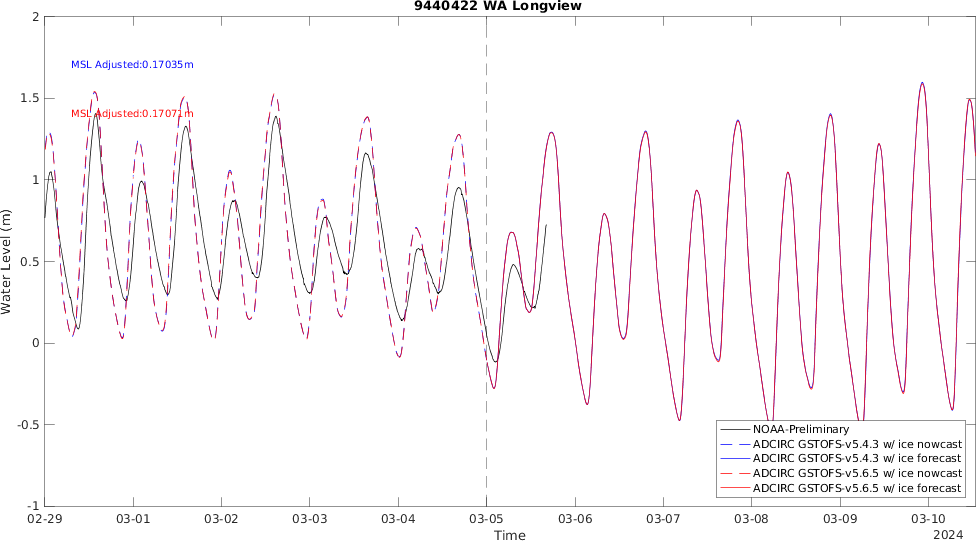 9440422 WA Longview
MSL Adjusted:0.17035m
MSL Adjusted:0.17071m
Water Level (m)
2
1.5
1
0.5
0
-0.5
-1
02-29 03-01 03-02 03-03 03-04 03-05 03-06 03-07 03-08 03-09 03-10
Time
2024
NOAA-Preliminary
ADCIRC GSTOFS-v5.4.3 w/ ice nowcast
ADCIRC GSTOFS-v5.4.3 w/ ice forecast
ADCIRC GSTOFS-v5.6.5 w/ ice nowcast
ADCIRC GSTOFS-v5.6.5 w/ ice forecast